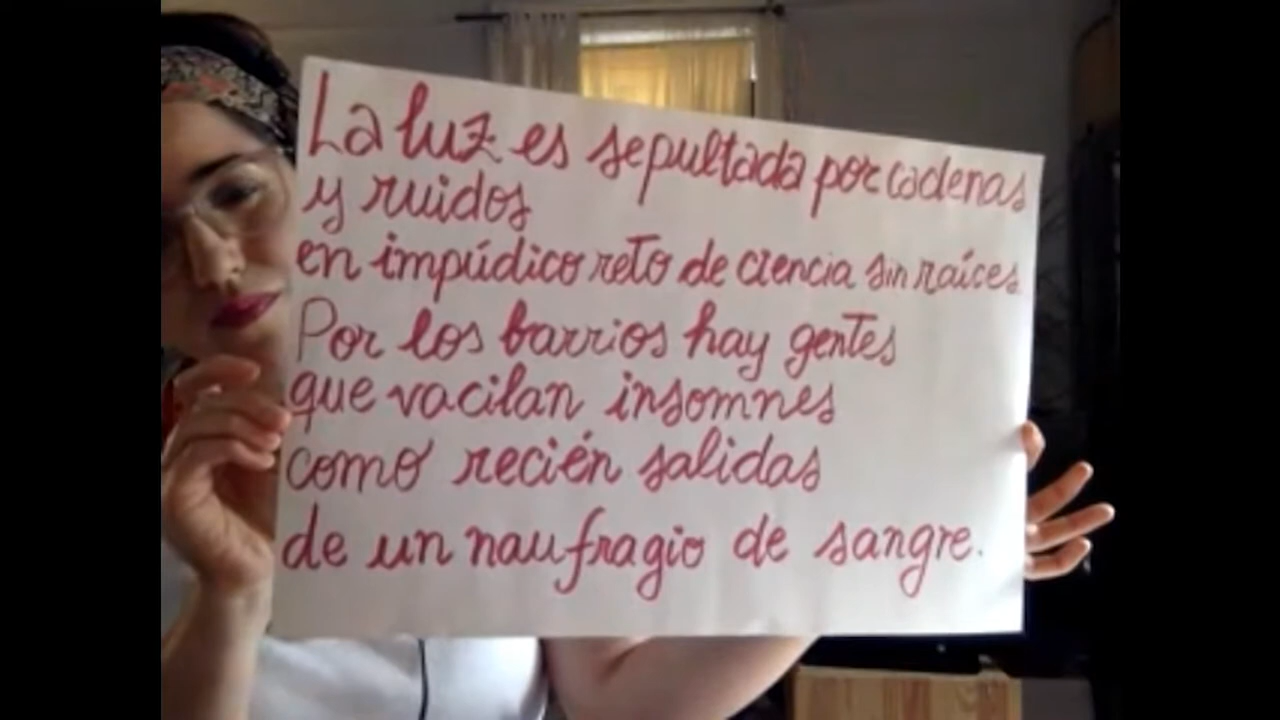 La luz es sepultada por cadenas
y ruidos
en impúdico reto de ciencia sin raíces.
Por los barrios hay gentes
que vacilan insomnes
como recién salidas
de un naufragio de sangre.